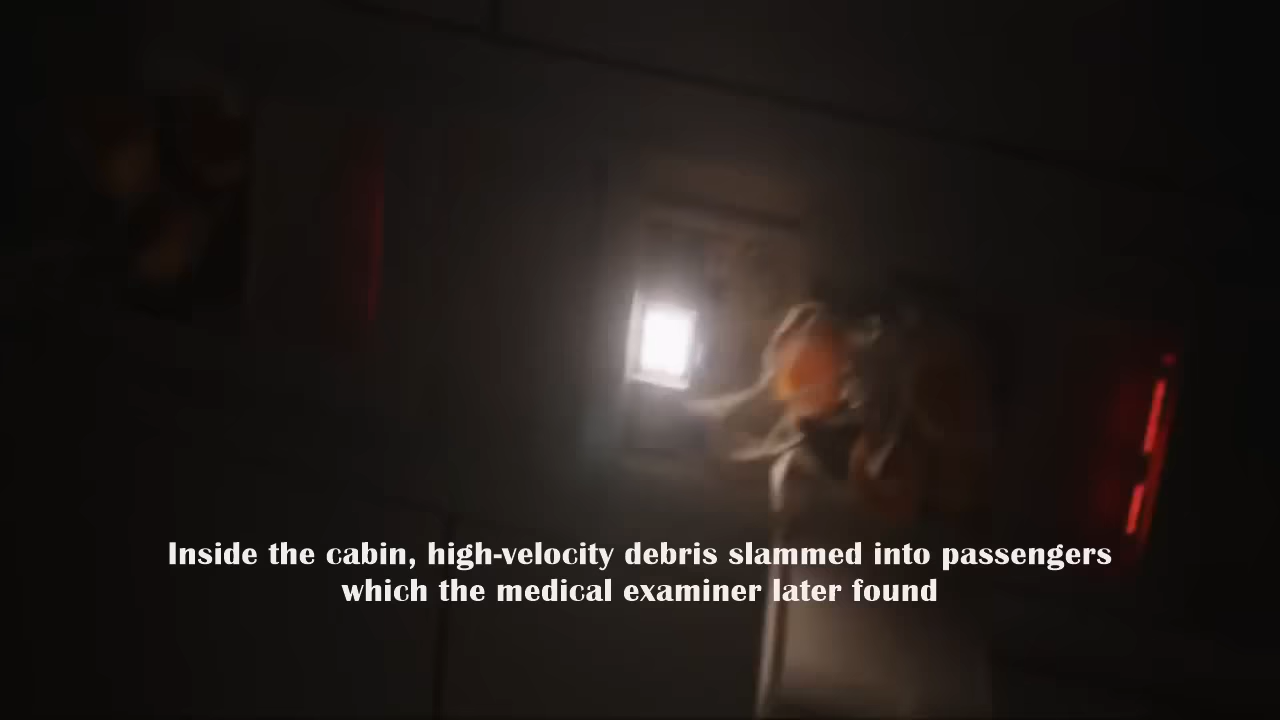 Inside the cabin, high-velocity debris slammed into passengers
which the medical examiner later found